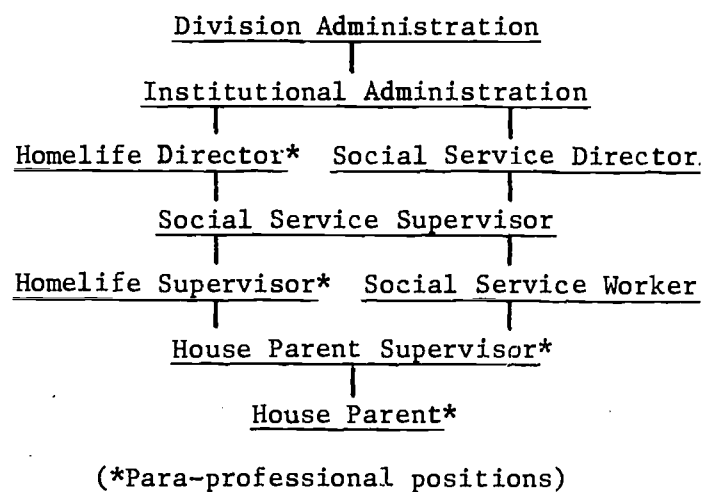 Division Administration
Institutional Administration
Homelife Director* Social Service Director
Social Service Supervisor
Homelife Supervisor* Social Service Worker
House Parent Supervisor*
House Parent*
(*Para-professional positions)